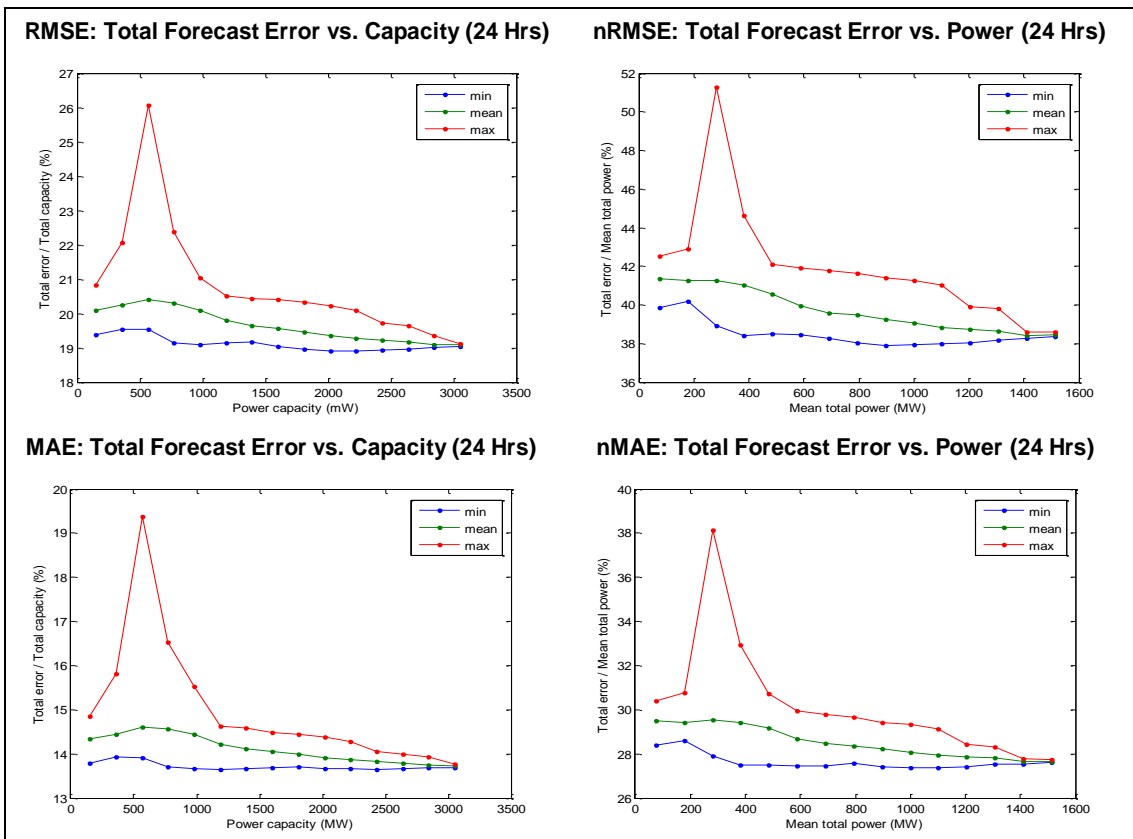 RMSE: Total Forecast Error vs. Capacity (24 Hrs)
27
26
25
24
23
22
21
20
19
18
0
500
1000
1500
2000
2500
3000
3500
Total error / Total capacity (%)
Power capacity (mW)
min
mean
max
nRMSE: Total Forecast Error vs. Power (24 Hrs)
52
50
48
46
44
42
40
38
36
0
200
400
600
800
1000
1200
1400
1600
Total error / Mean total power (%)
Mean total power (MW)
min
mean
max
MAE: Total Forecast Error vs. Capacity (24 Hrs)
20
19
18
17
16
15
14
13
0
500
1000
1500
2000
2500
3000
3500
Total error / Total capacity (%)
Power capacity (MW)
min
mean
max
nMAE: Total Forecast Error vs. Power (24 Hrs)
40
38
36
34
32
30
28
26
0
200
400
600
800
1000
1200
1400
1600
Total error / Mean total power (%)
Mean total power (MW)
min
mean
max